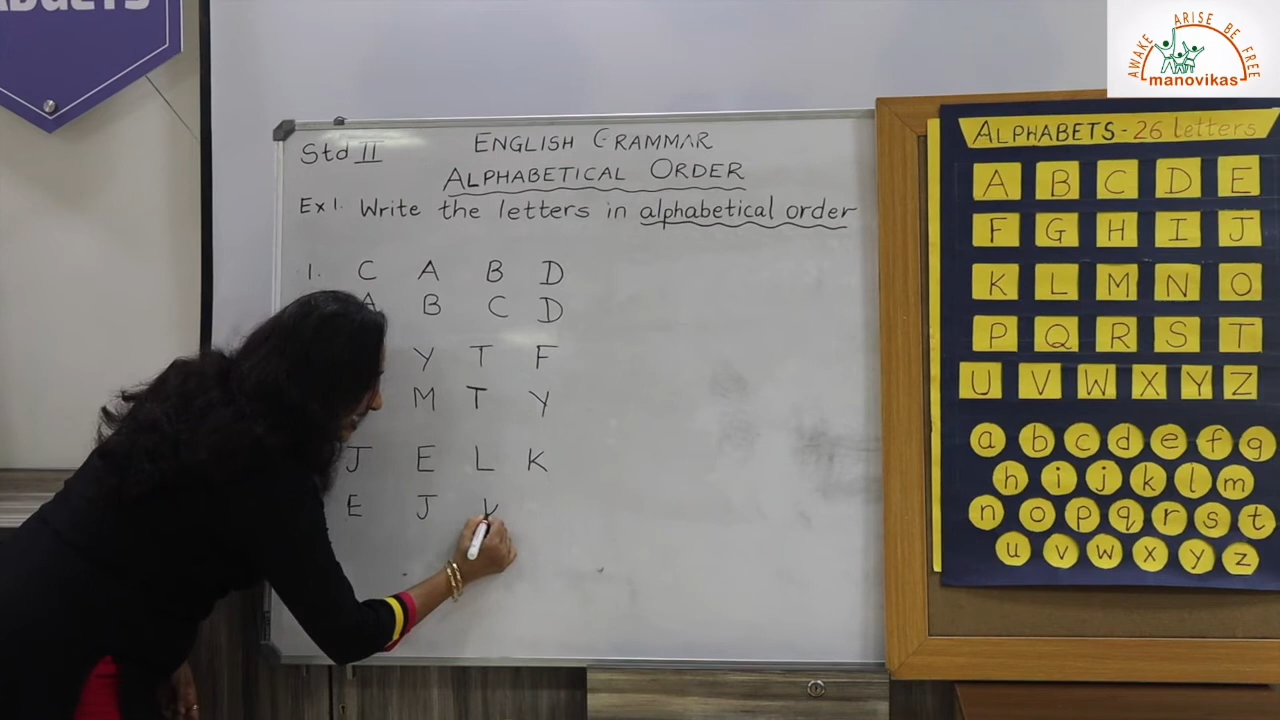 AWAKE ARISE BE FREE
manovikas
Std II
ENGLISH GRAMMAR
ALPHABETICAL ORDER
Ex 1. Write the letters in alphabetical order
1. C A B D
A B C D
Y T F
M T Y
J E L K
E J
ALPHABETS - 26 letters
A B C D E
F G H I J
K L M N O
P Q R S T
U V W X Y Z
a b c d e f g
h i j k l m
n o p q r s t
u v w x y z